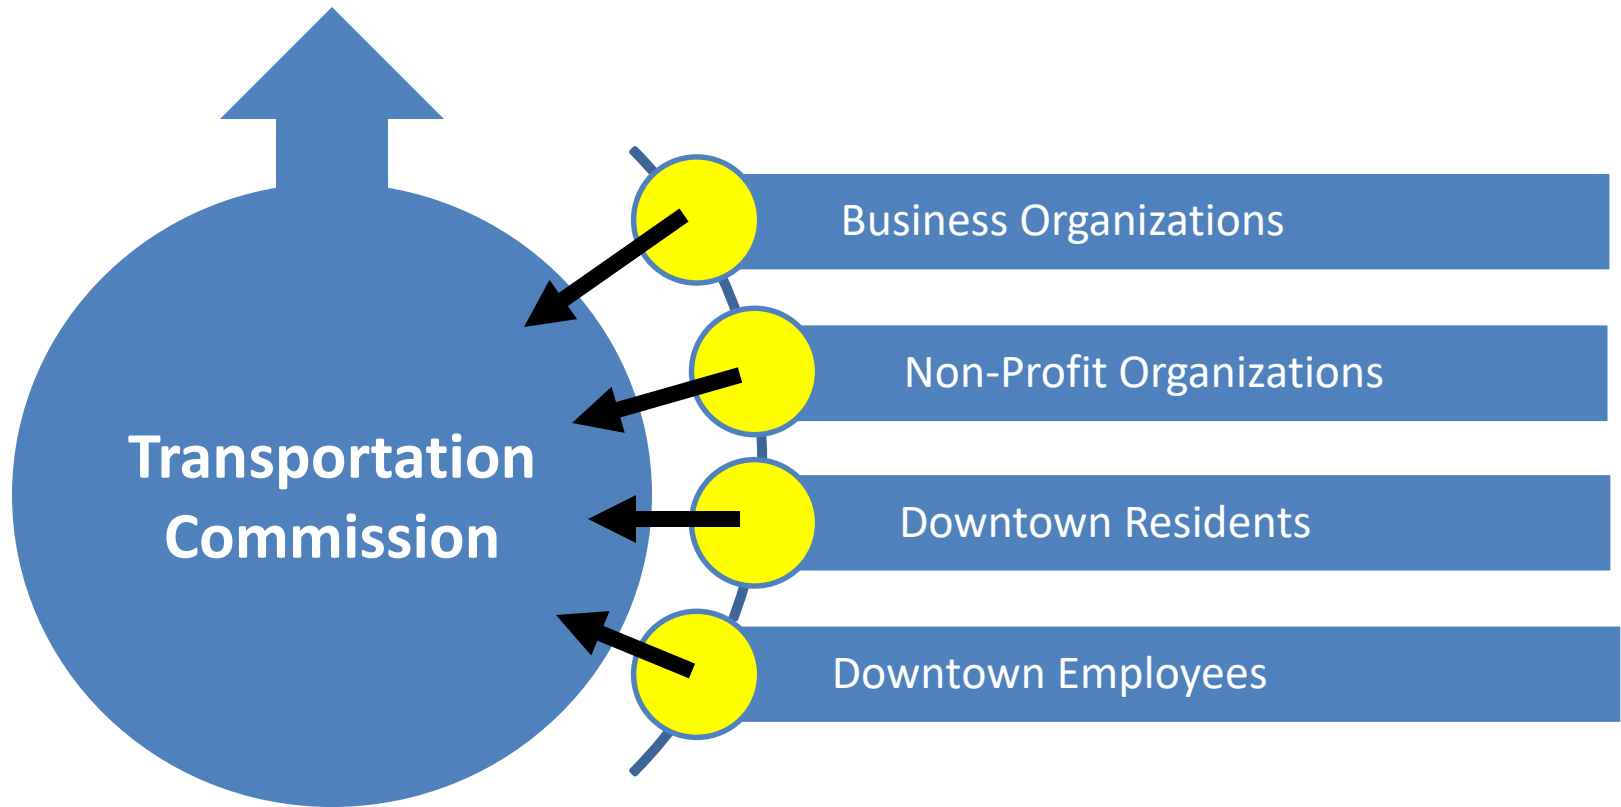 Business Organizations
Non-Profit Organizations
Transportation
Commission
Downtown Residents
Downtown Employees